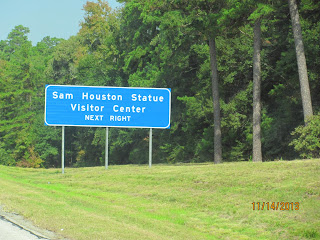 Sam Houston Statue
Visitor Center
NEXT RIGHT